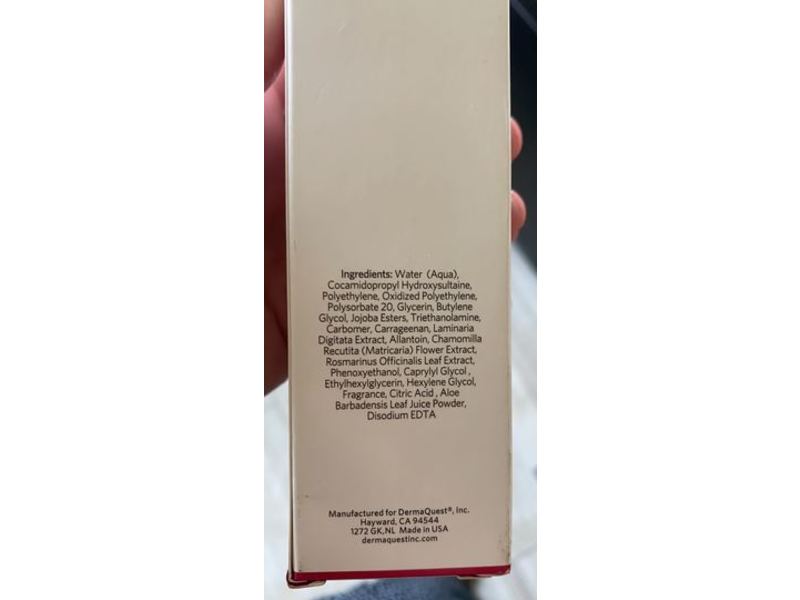 Ingredients: Water (Aqua),
Cocamidopropyl Hydroxysultaine,
Polyethylene, Oxidized Polyethylene,
Polysorbate 20, Glycerin, Butylene
Glycol, Jojoba Esters, Triethanolamine,
Carbomer, Carrageenan, Laminaria
Digitata Extract, Allantoin, Chamomilla
Recutita (Matricaria) Flower Extract,
Rosmarinus Officinalis Leaf Extract,
Phenoxyethanol, Caprylyl Glycol ,
Ethylhexylglycerin, Hexylene Glycol,
Fragrance, Citric Acid , Aloe
Barbadensis Leaf Juice Powder,
Disodium EDTA
Manufactured for DermaQuest®, Inc.
Hayward, CA 94544
1272 GK,NL Made in USA
dermaquestinc.com